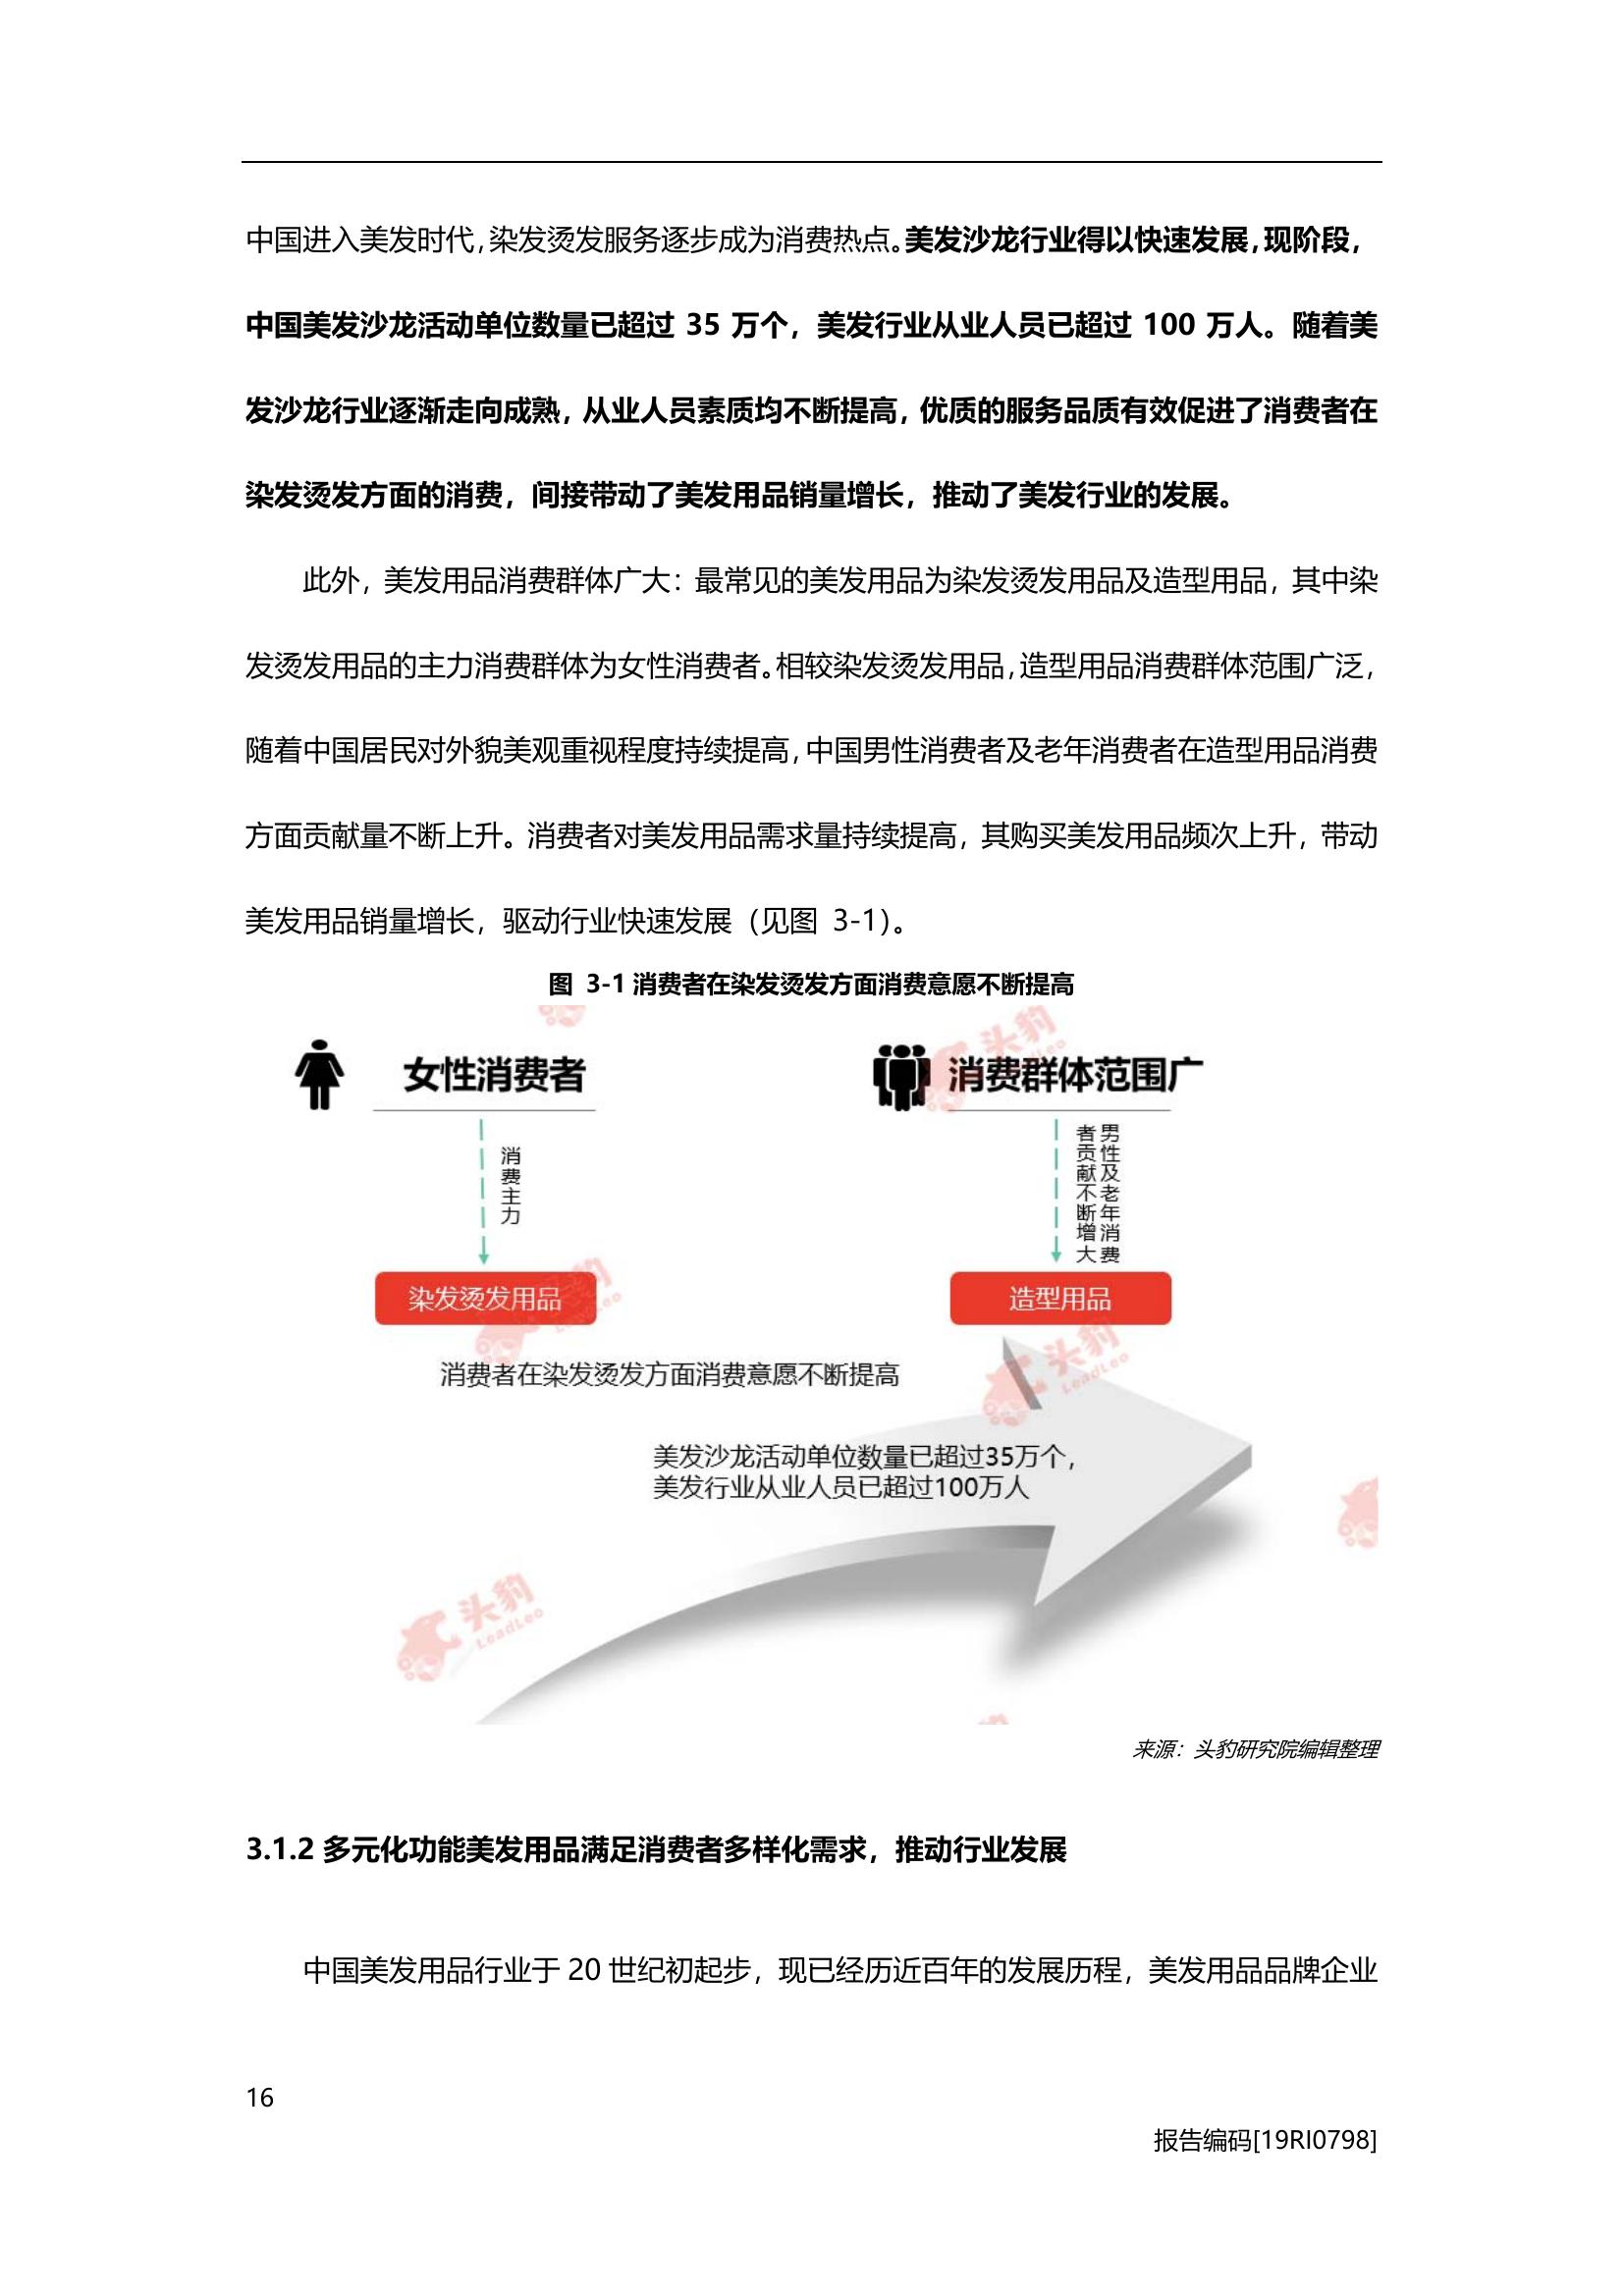 中国进入美发时代，染发烫发服务逐步成为消费热点。美发沙龙行业得以快速发展，现阶段，
中国美发沙龙活动单位数量已超过 35 万个，美发行业从业人员已超过 100 万人。随着美
发沙龙行业逐渐走向成熟，从业人员素质均不断提高，优质的服务品质有效促进了消费者在
染发烫发方面的消费，间接带动了美发用品销量增长，推动了美发行业的发展。
此外，美发用品消费群体广大：最常见的美发用品为染发烫发用品及造型用品，其中染
发烫发用品的主力消费群体为女性消费者。相较染发烫发用品，造型用品消费群体范围广泛，
随着中国居民对外貌美观重视程度持续提高，中国男性消费者及老年消费者在造型用品消费
方面贡献量不断上升。消费者对美发用品需求量持续提高，其购买美发用品频次上升，带动
美发用品销量增长，驱动行业快速发展（见图 3-1）。
图 3-1 消费者在染发烫发方面消费意愿不断提高
女性消费者
消费群体范围广
消费主力
男性及老年消费
者贡献不断增大
染发烫发用品
造型用品
消费者在染发烫发方面消费意愿不断提高
美发沙龙活动单位数量已超过35万个，
美发行业从业人员已超过100万人
头豹
LeadLeo
头豹
LeadLeo
头豹
LeadLeo
头豹
LeadLeo
来源：头豹研究院编辑整理
3.1.2 多元化功能美发用品满足消费者多样化需求，推动行业发展
中国美发用品行业于 20 世纪初起步，现已经历近百年的发展历程，美发用品品牌企业
16
报告编码[19RI0798]